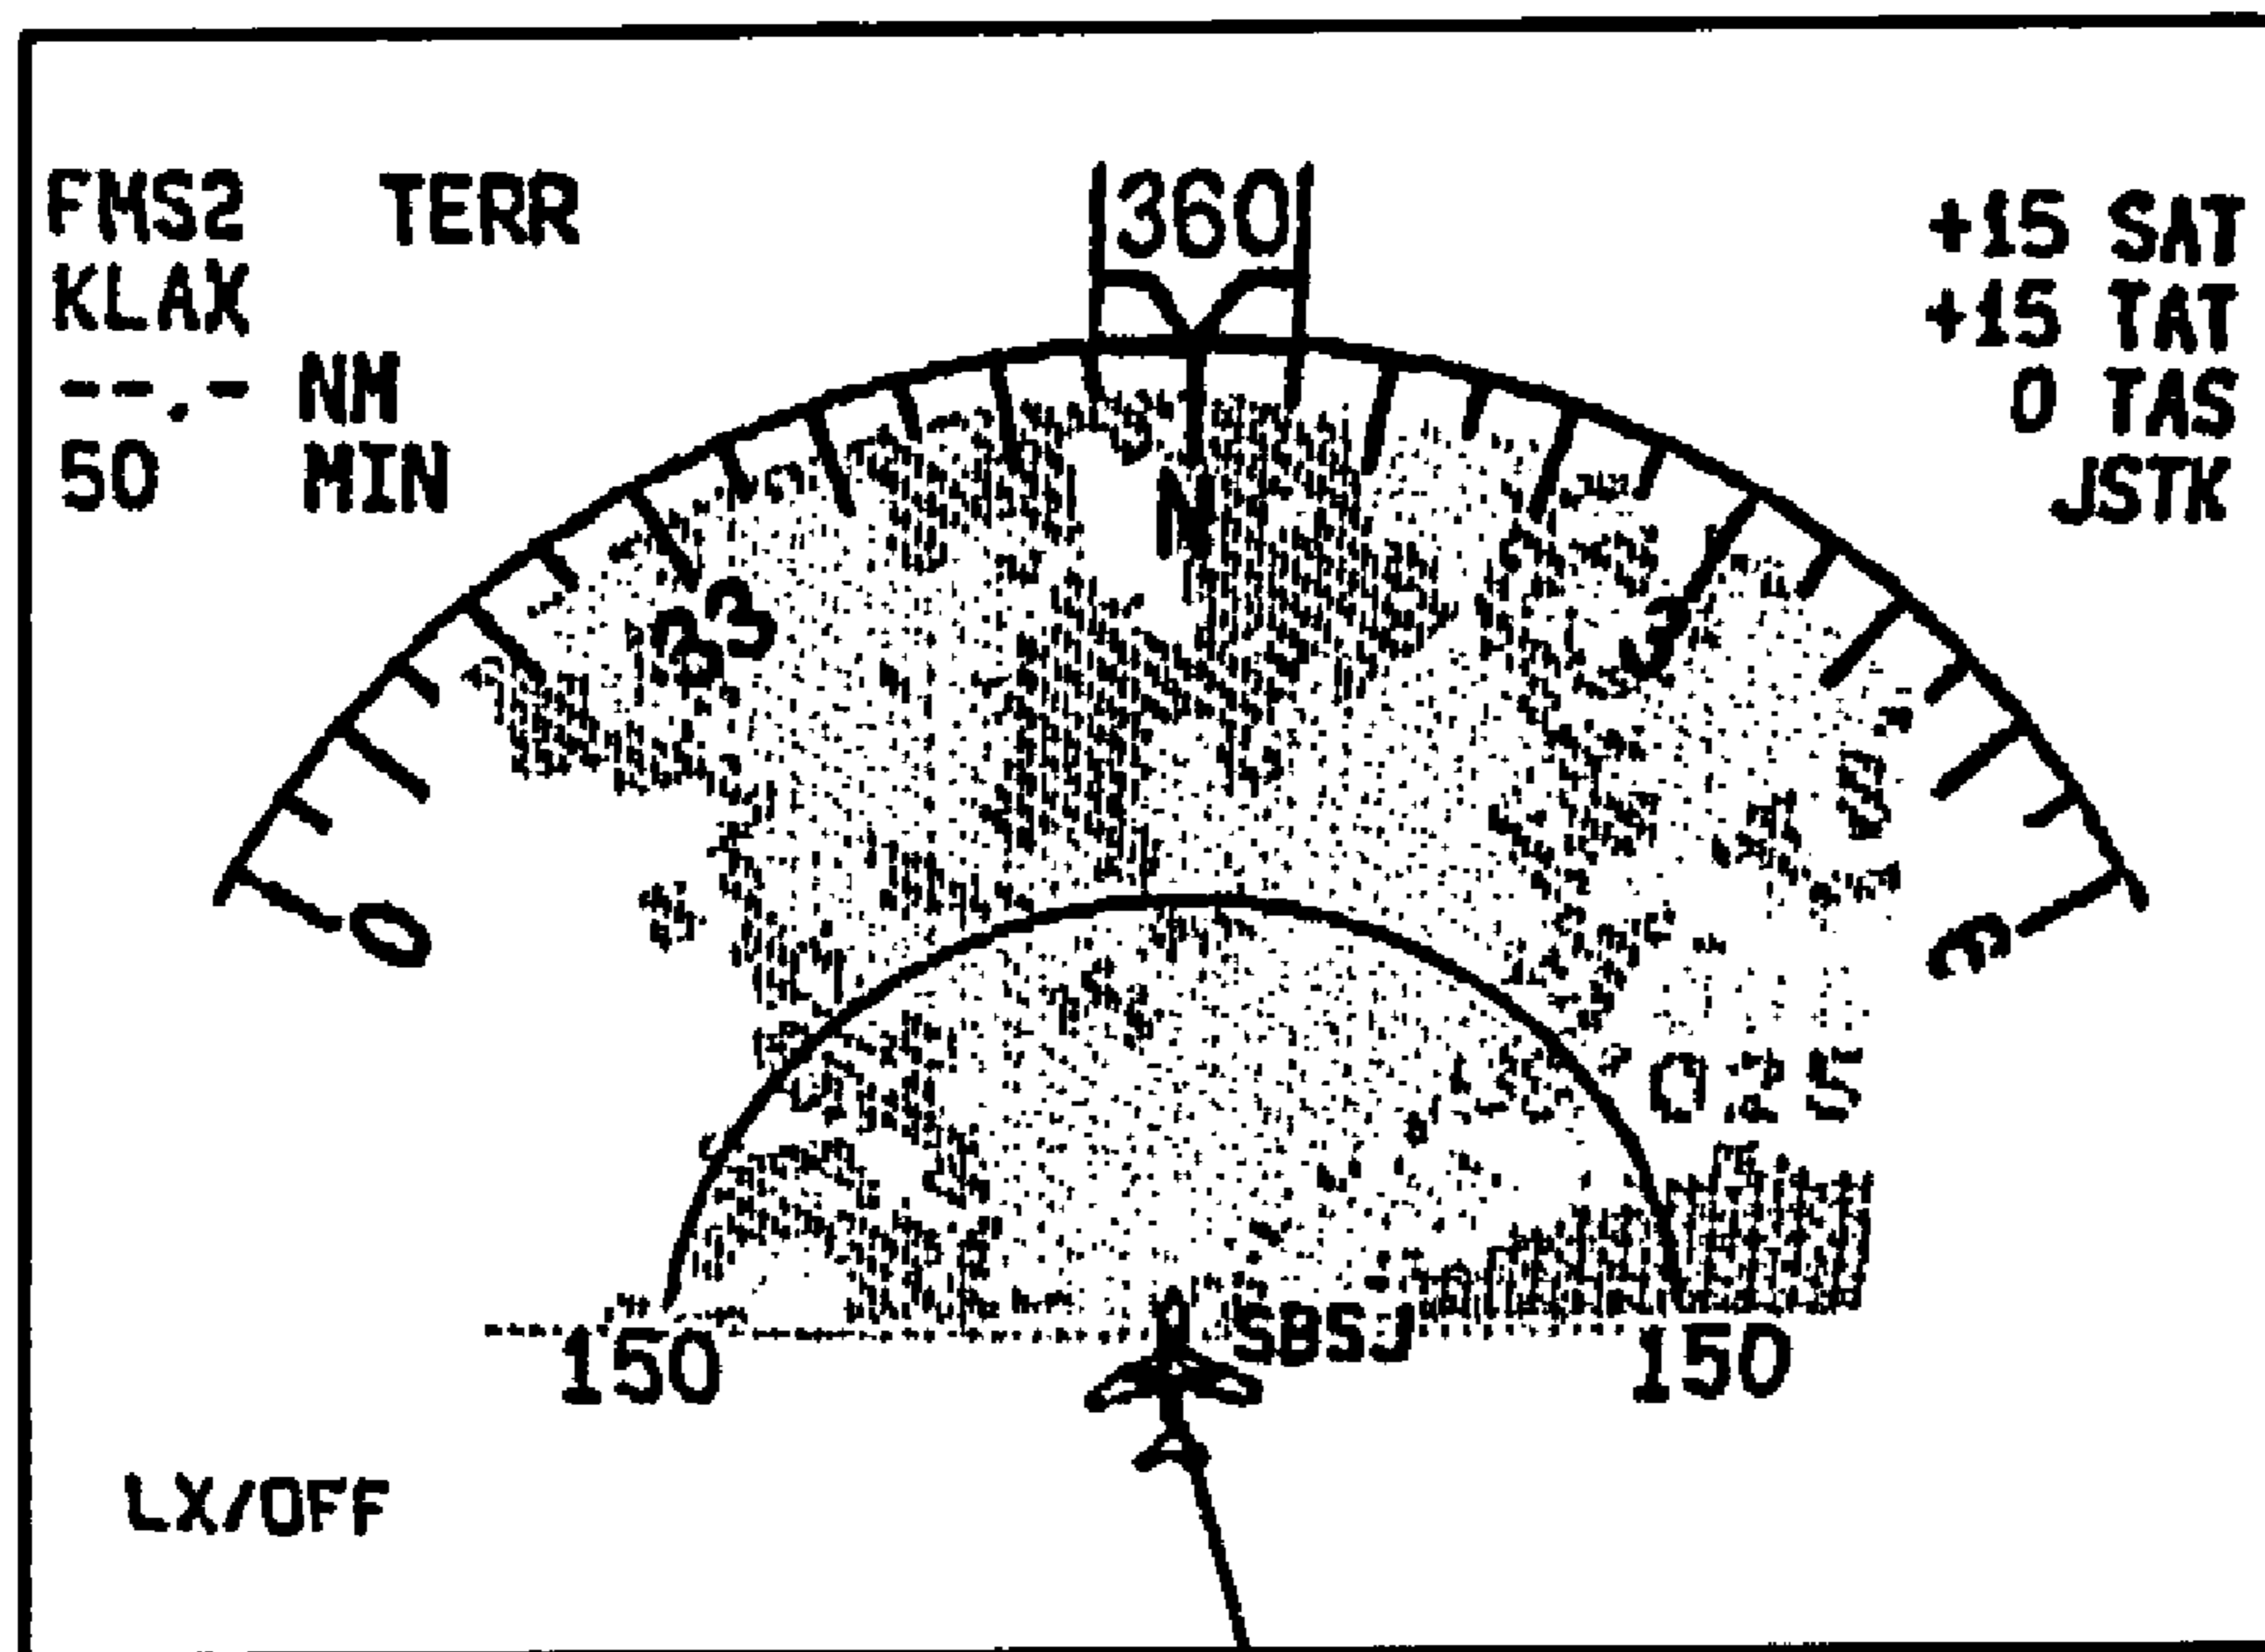 FMS2 TERR
KLAX
--.- NM
50 MIN
360
+15 SAT
+15 TAT
0 TAS
JSTK
N
33
3
0
3
025
SBSJ
150
150
LX/OFF